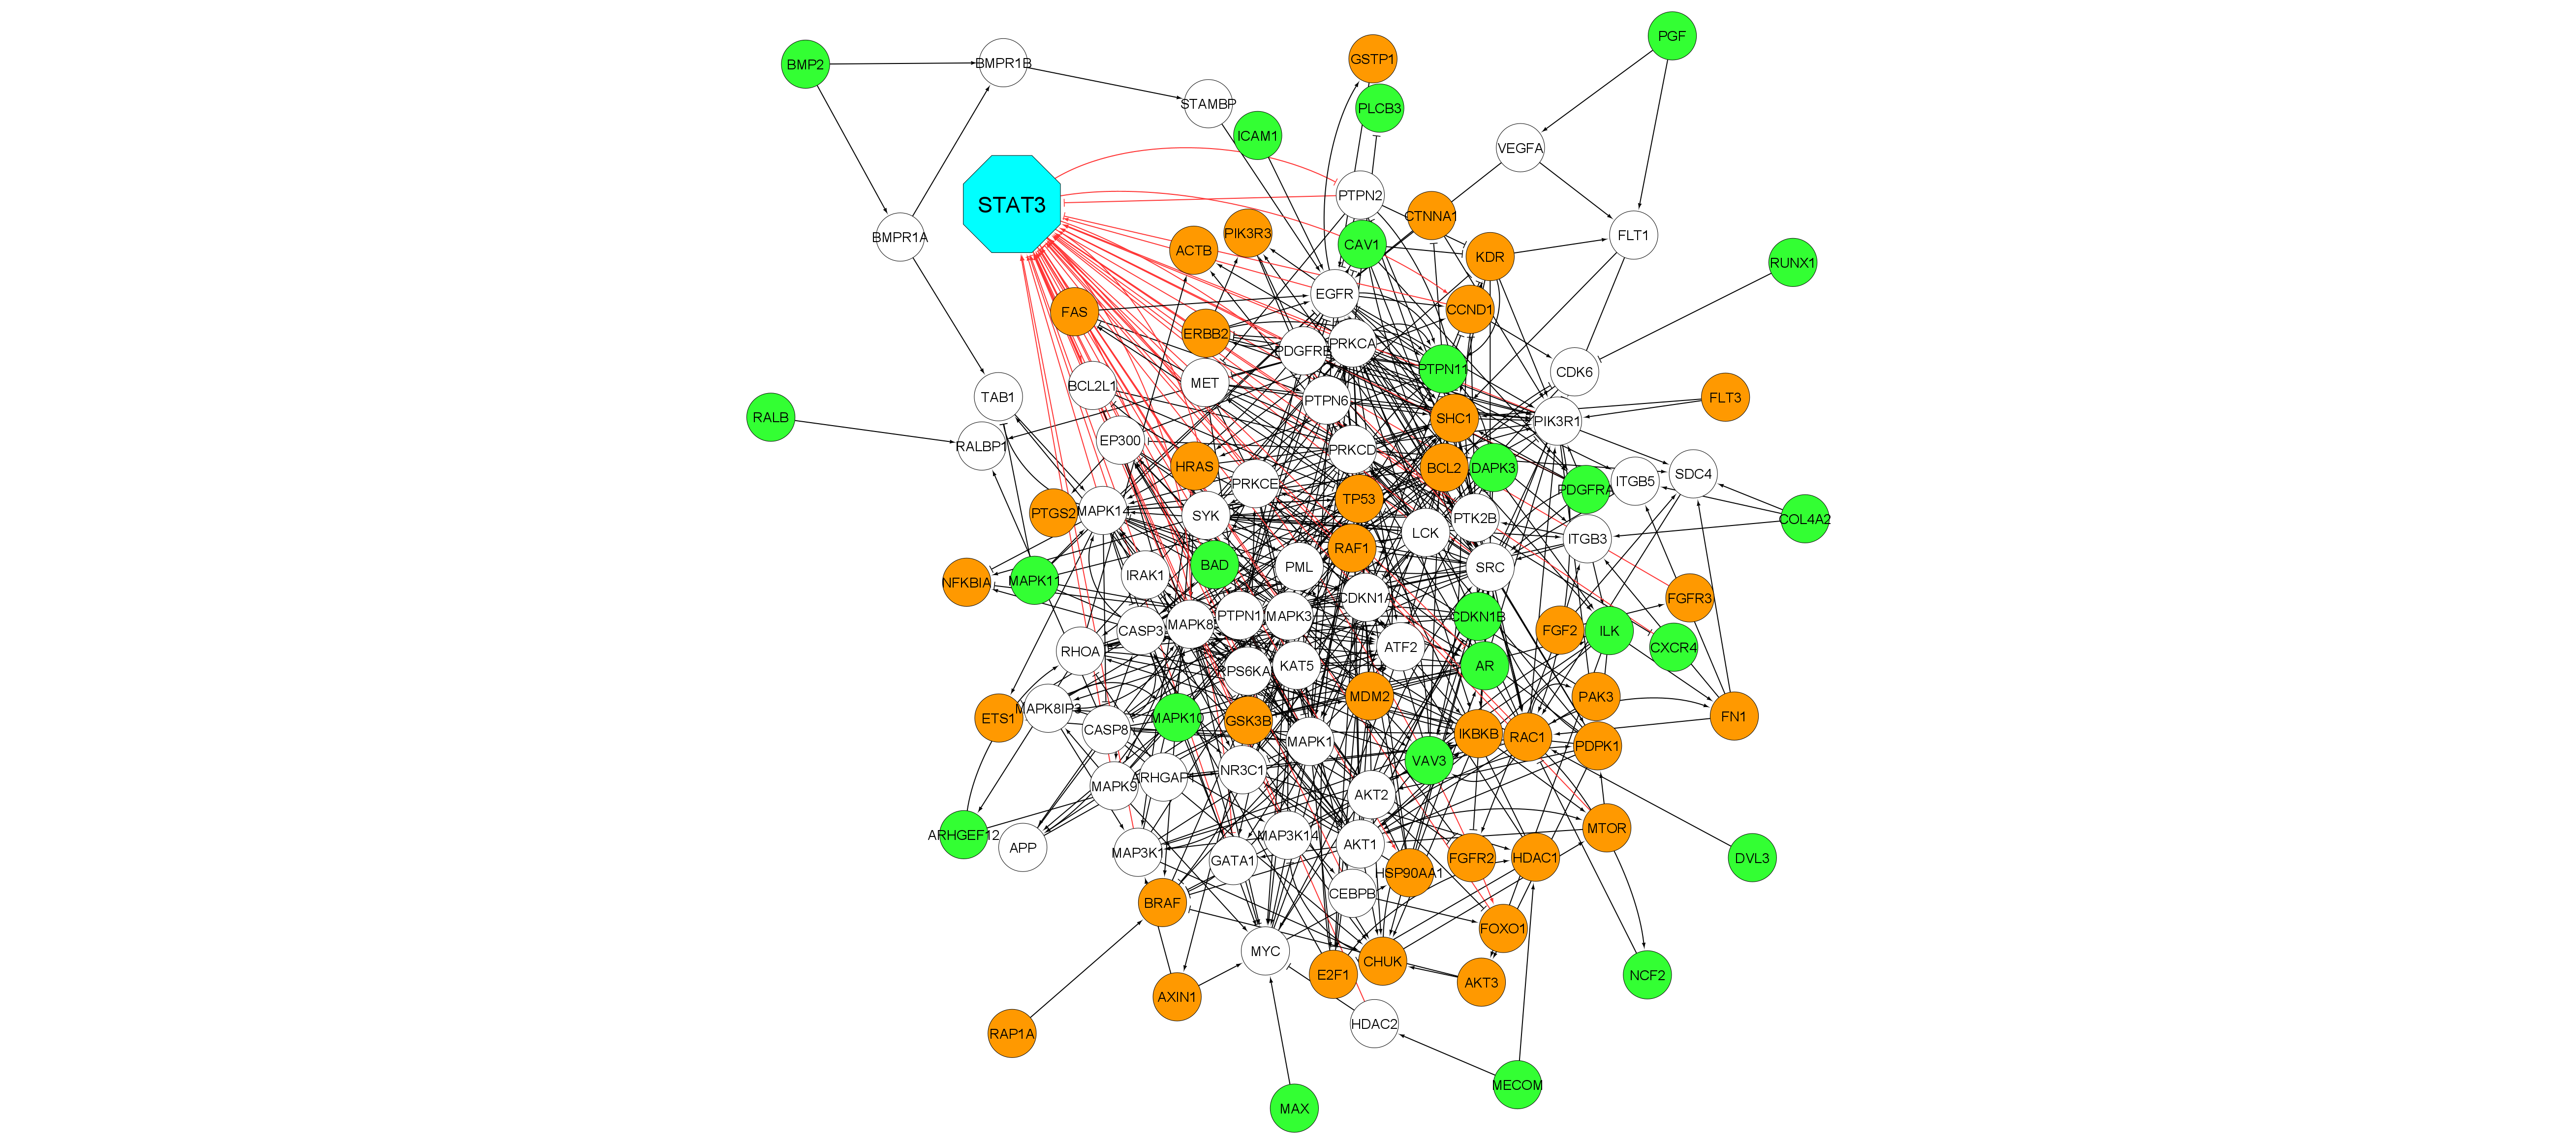 PGF
GSTP1
BMP2
BMPR1B
STAMBP
PLCB3
ICAM1
VEGFA
PTPN2
STAT3
CTNNA1
BMPR1A
PIK3R3
ACTB
CAV1
KDR
FLT1
RUNX1
EGFR
FAS
CCND1
ERBB2
PDGFRB
PRKCA
PTPN11
CDK6
BCL2L1
MET
TAB1
PTPN6
FLT3
RALB
SHC1
PIK3R1
RALBP1
EP300
PRKCD
HRAS
BCL2
DAPK3
SDC4
ITGB5
PRKCE
TP53
PDGFRA
PTGS2
MAPK14
SYK
PTK2B
COL4A2
LCK
RAF1
ITGB3
NFKBIA
MAPK11
IRAK1
BAD
PML
SRC
CDKN1A
FGFR3
CASP3
MAPK8
PTPN1
MAPK3
CDKN1B
FGF2
ILK
RHOA
ATF2
CXCR4
RPS6KA
KAT5
AR
MDM2
PAK3
ETS1
MAPK8IP3
MAPK10
GSK3B
FN1
CASP8
MAPK1
IKBKB
RAC1
PDPK1
VAV3
MAPK9
ARHGAP1
NR3C1
AKT2
MTOR
ARHGEF12
APP
MAP3K1
MAP3K14
AKT1
GATA1
FGFR2
HDAC1
DVL3
HSP90AA1
CEBPB
BRAF
FOXO1
MYC
E2F1
CHUK
AKT3
NCF2
AXIN1
RAP1A
HDAC2
MECOM
MAX